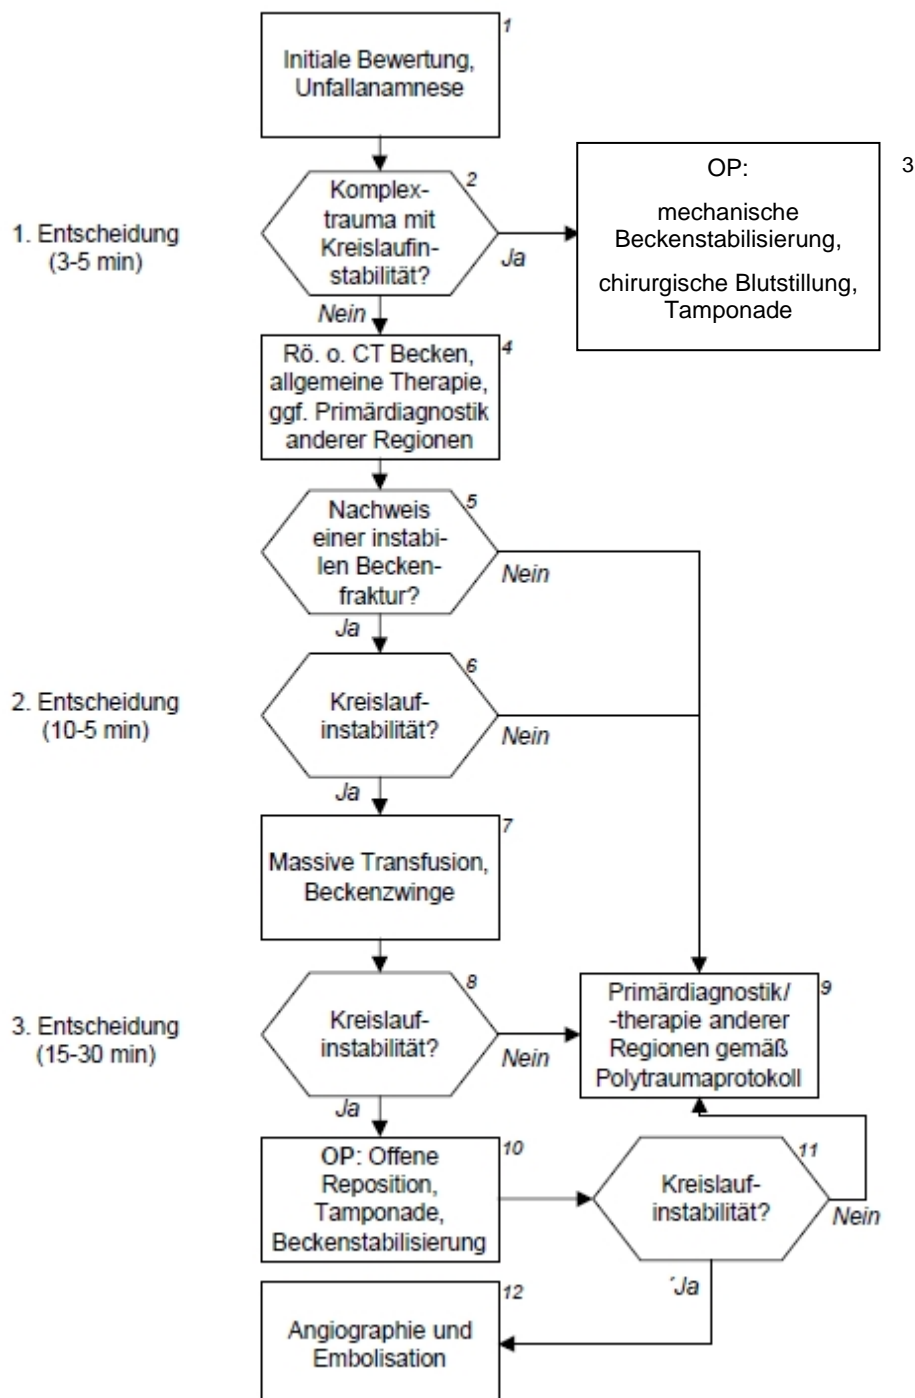 1
Initiale Bewertung,
Unfallanamnese
2
Komplex-
trauma mit
Kreislaufin-
stabilität?
1. Entscheidung
(3-5 min)
Ja
Nein
3
OP:
mechanische
Beckenstabilisierung,
chirurgische Blutstillung,
Tamponade
4
Rö. o. CT Becken,
allgemeine Therapie,
ggf. Primärdiagnostik
anderer Regionen
5
Nachweis
einer instabi-
len Becken-
fraktur?
Nein
Ja
2. Entscheidung
(10-5 min)
6
Kreislauf-
instabilität?
Nein
Ja
7
Massive Transfusion,
Beckenzwinge
3. Entscheidung
(15-30 min)
8
Kreislauf-
instabilität?
Nein
Ja
9
Primärdiagnostik/
-therapie anderer
Regionen gemäß
Polytraumaprotokoll
10
OP: Offene
Reposition,
Tamponade,
Beckenstabilisierung
11
Kreislauf-
instabilität?
Nein
´Ja
12
Angiographie und
Embolisation